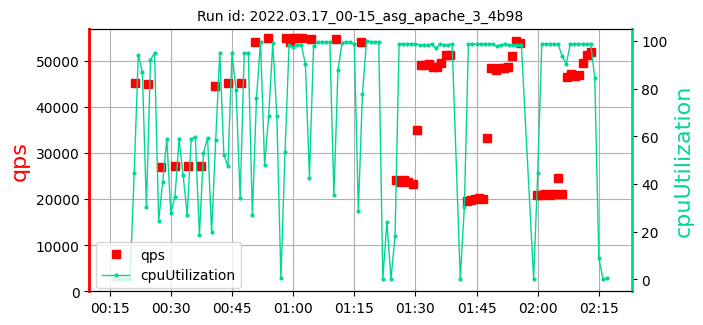 Run id: 2022.03.17_00-15_asg_apache_3_4b98
50000
40000
30000
20000
10000
0
qps
100
80
60
40
20
0
cpuUtilization
qps
cpuUtilization
00:15 00:30 00:45 01:00 01:15 01:30 01:45 02:00 02:15